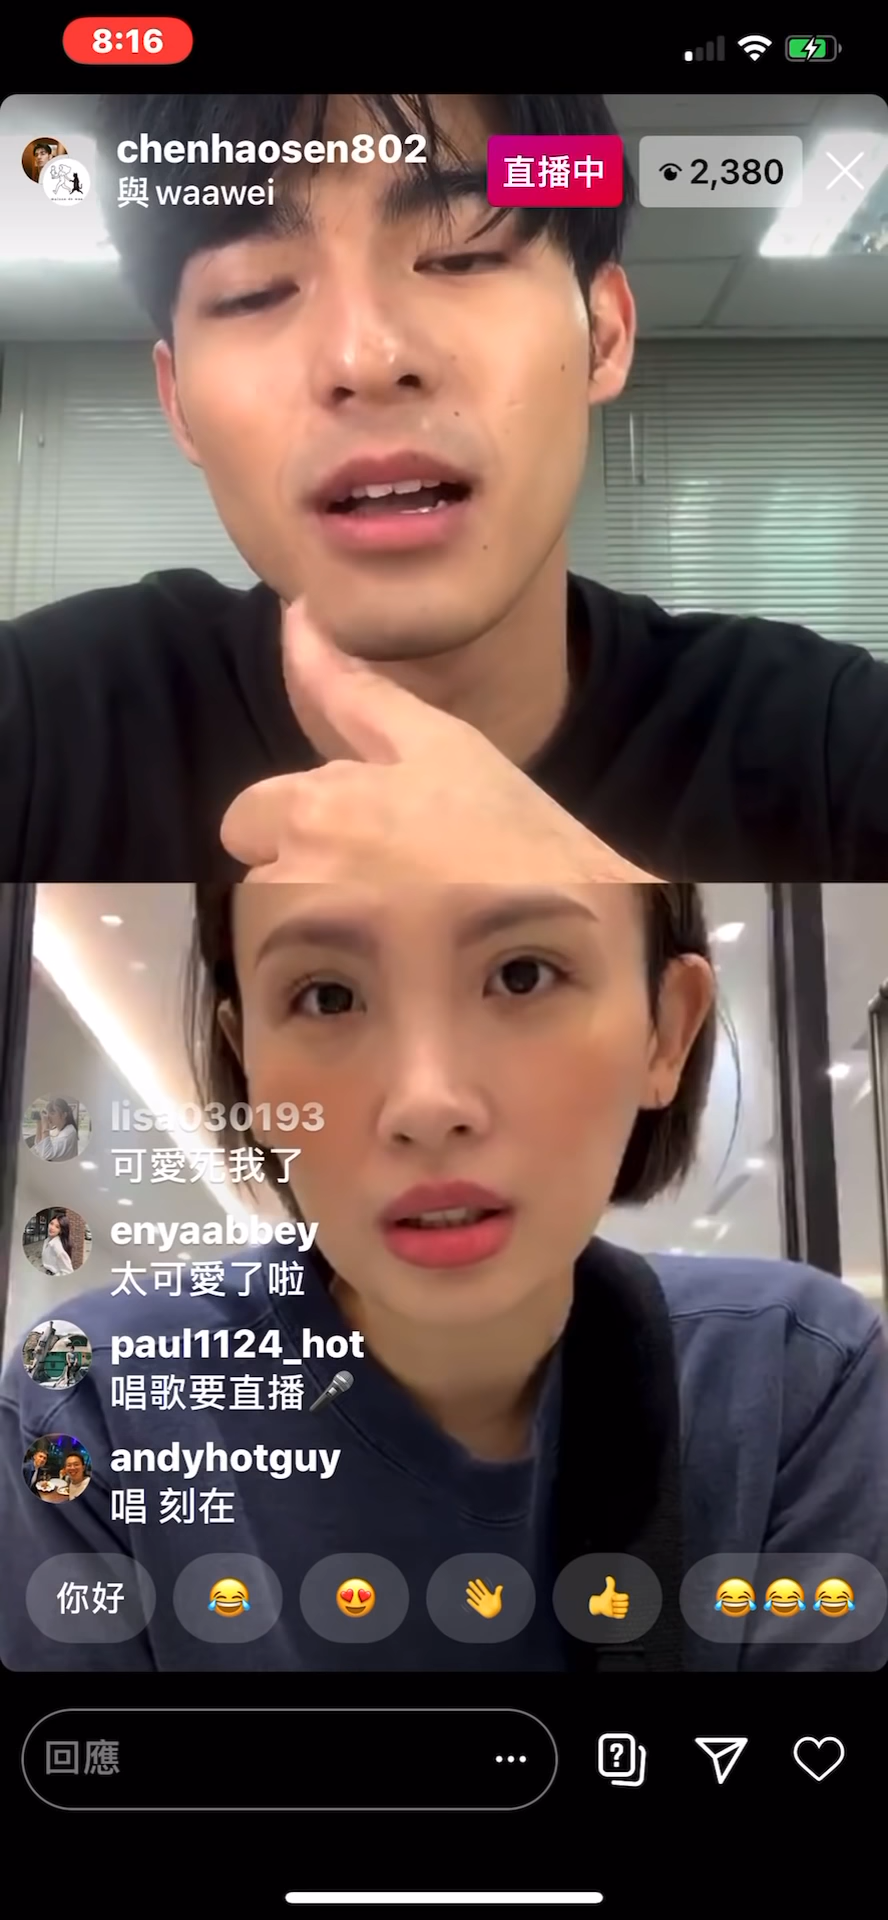 8:16
chenhaosen802
與 waawei
直播中
2,380
lisa030193
可愛死我了
enyaabbey
太可愛了啦
paul1124_hot
唱歌要直播🎤
andyhotguy
唱 刻在
你好 😂 😍 👋 👍 😂😂😂
回應